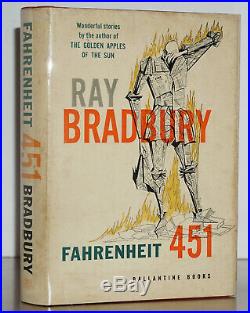 FAHRENHEIT 451 BRADBURY
Wonderful stories
by the author of
THE GOLDEN APPLES
OF THE SUN
RAY
BRADBURY
FAHRENHEIT 451
BALLANTINE BOOKS